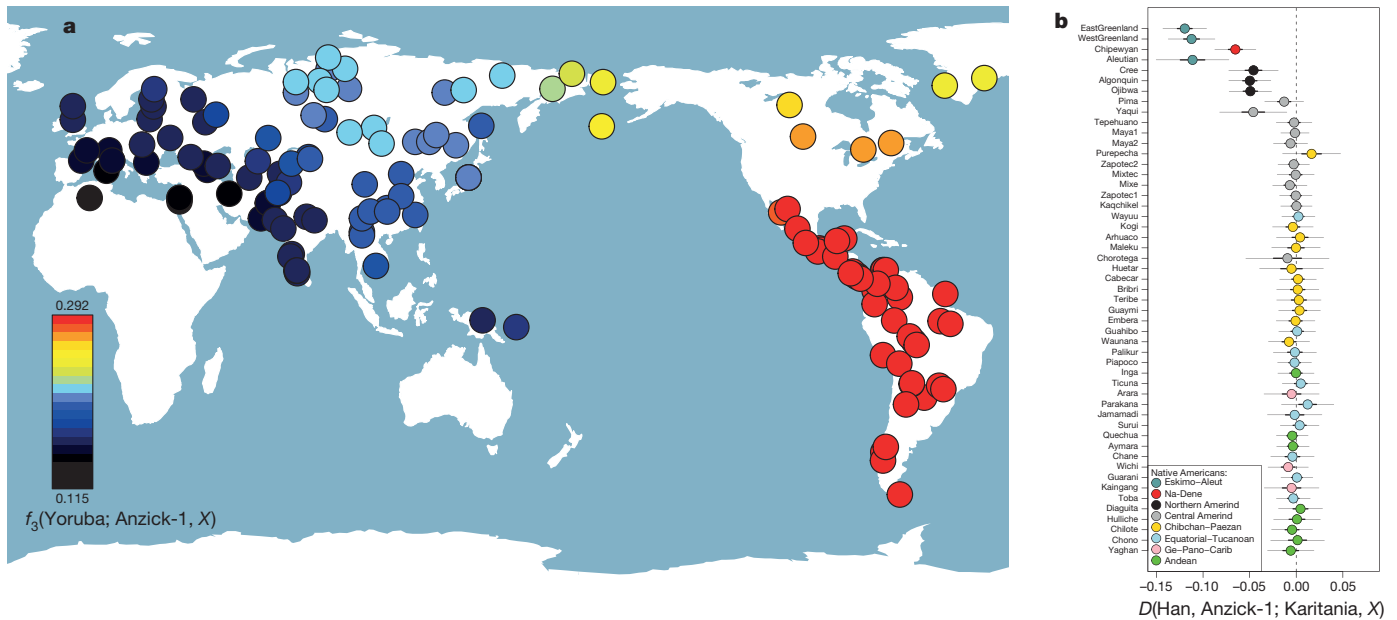 a
0.292
0.115
f3(Yoruba; Anzick-1, X)
b
EastGreenland
WestGreenland
Chipewyan
Aleutian
Cree
Algonquin
Ojibwa
Pima
Yaqui
Tepehuano
Maya1
Maya2
Purepecha
Zapotec2
Mixtec
Mixe
Zapotec1
Kaqchikel
Wayuu
Kogi
Arhuaco
Maleku
Chorotega
Huetar
Cabecar
Bribri
Teribe
Guaymi
Embera
Guahibo
Waunana
Palikur
Piapoco
Inga
Ticuna
Arara
Parakana
Jamamadi
Surui
Quechua
Aymara
Chane
Wichi
Guarani
Kaingang
Toba
Diaguita
Hulliche
Chilote
Chono
Yaghan
Native Americans:
Eskimo–Aleut
Na-Dene
Northern Amerind
Central Amerind
Chibchan–Paezan
Equatorial–Tucanoan
Ge-Pano-Carib
Andean
−0.15 −0.10 −0.05 0.00 0.05
D(Han, Anzick-1; Karitania, X)